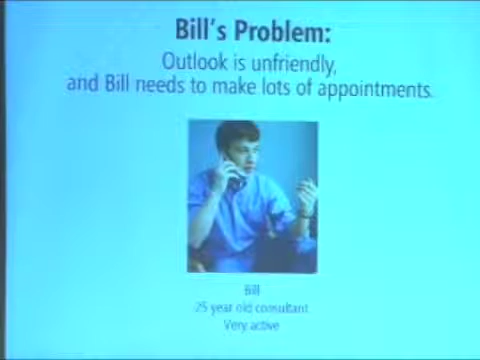 Bill's Problem:
Outlook is unfriendly,
and Bill needs to make lots of appointments.
Bill
25 year old consultant
Very active